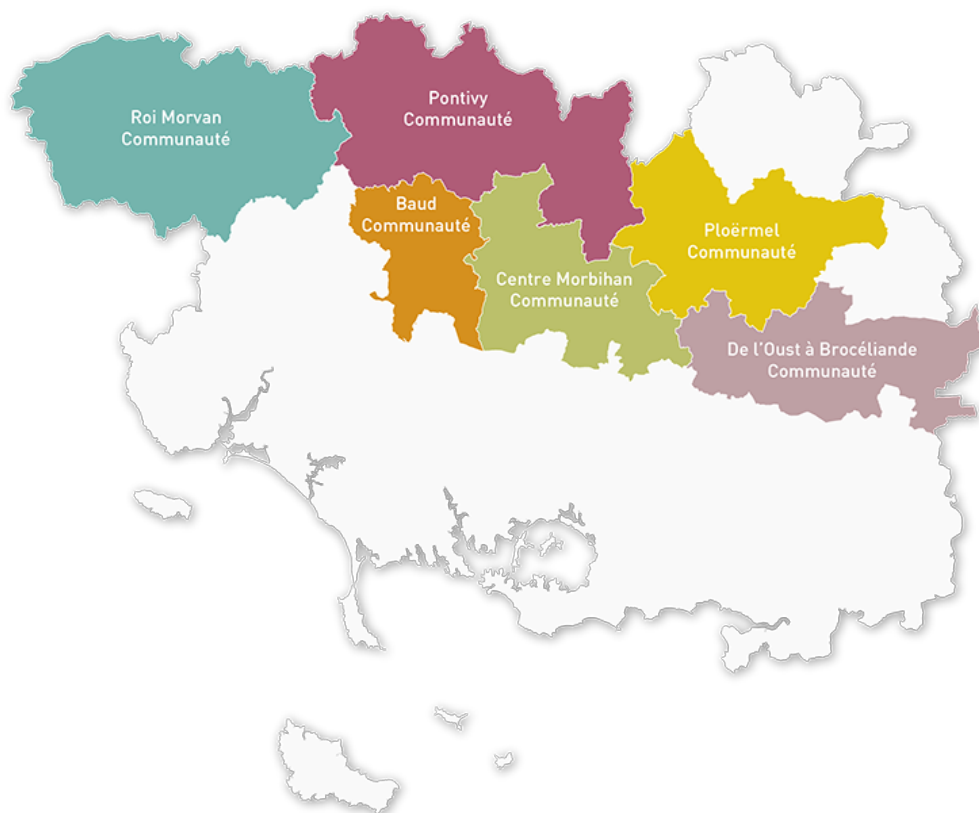 Roi Morvan
Communauté
Pontivy
Communauté
Baud
Communauté
Ploërmel
Communauté
Centre Morbihan
Communauté
De l'Oust à Brocéliande
Communauté